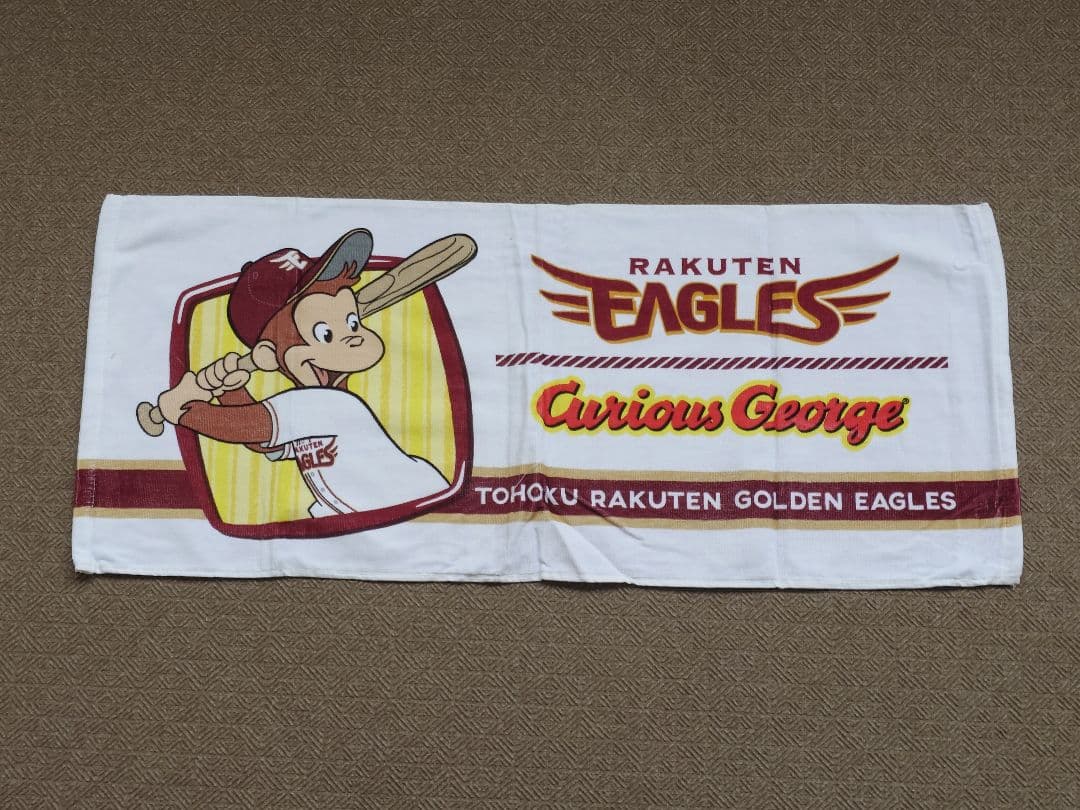 RAKUTEN
EAGLES
Curious George®
TOHOKU RAKUTEN GOLDEN EAGLES
E